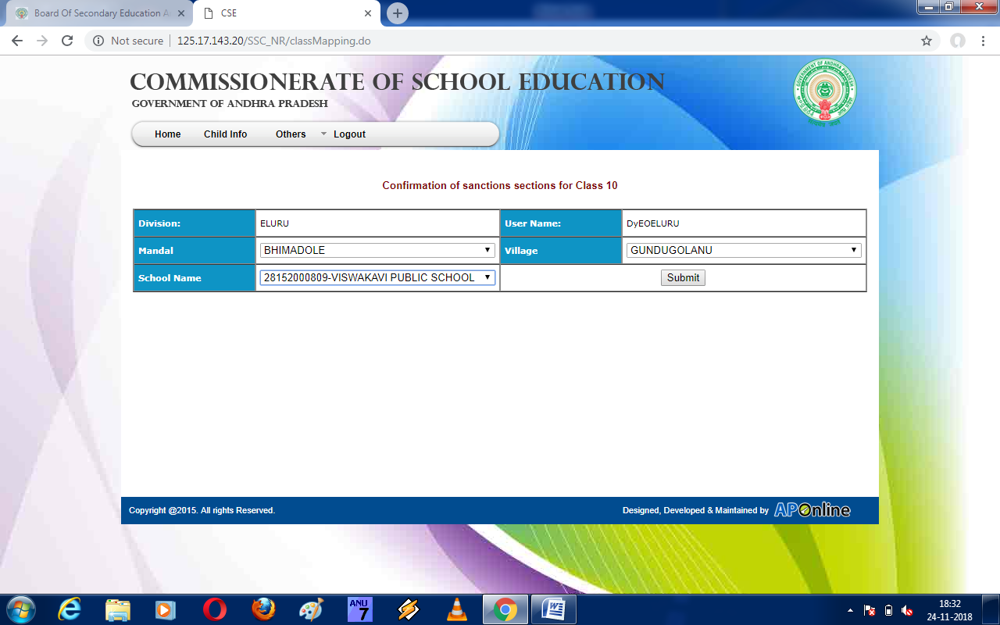 Board Of Secondary Education A
CSE
Not secure | 125.17.143.20/SSC_NR/classMapping.do
COMMISSIONERATE OF SCHOOL EDUCATION
GOVERNMENT OF ANDHRA PRADESH
Home Child Info Others Logout
Confirmation of sanctions sections for Class 10
Division: ELURU User Name: DyEOELURU
Mandal BHIMADOLE Village GUNDUGOLANU
School Name 28152000809-VISWAKAVI PUBLIC SCHOOL Submit
Copyright @2015. All rights Reserved. Designed, Developed & Maintained by APOnline
ANU
7
18:32
24-11-2018